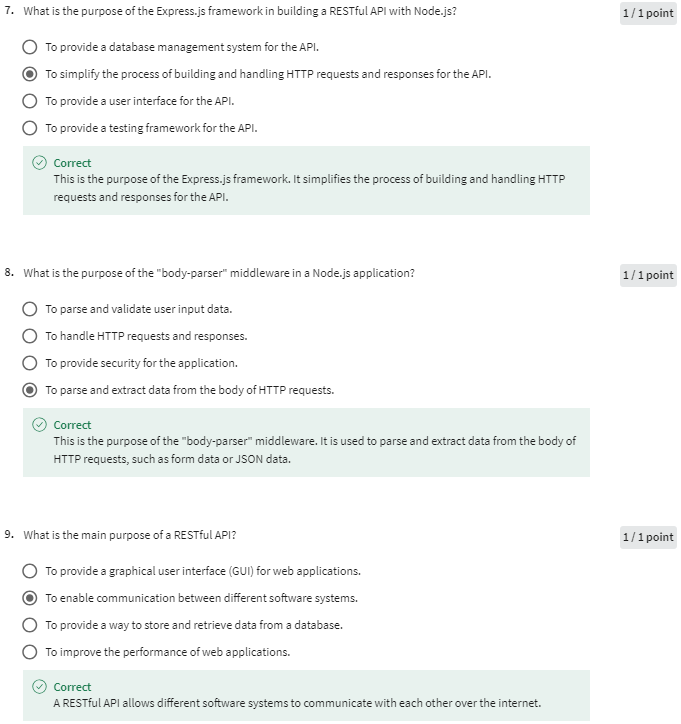 7. What is the purpose of the Express.js framework in building a RESTful API with Node.js?
1 / 1 point
To provide a database management system for the API.
To simplify the process of building and handling HTTP requests and responses for the API.
To provide a user interface for the API.
To provide a testing framework for the API.
Correct
This is the purpose of the Express.js framework. It simplifies the process of building and handling HTTP
requests and responses for the API.
8. What is the purpose of the "body-parser" middleware in a Node.js application?
1 / 1 point
To parse and validate user input data.
To handle HTTP requests and responses.
To provide security for the application.
To parse and extract data from the body of HTTP requests.
Correct
This is the purpose of the "body-parser" middleware. It is used to parse and extract data from the body of
HTTP requests, such as form data or JSON data.
9. What is the main purpose of a RESTful API?
1 / 1 point
To provide a graphical user interface (GUI) for web applications.
To enable communication between different software systems.
To provide a way to store and retrieve data from a database.
To improve the performance of web applications.
Correct
A RESTful API allows different software systems to communicate with each other over the internet.